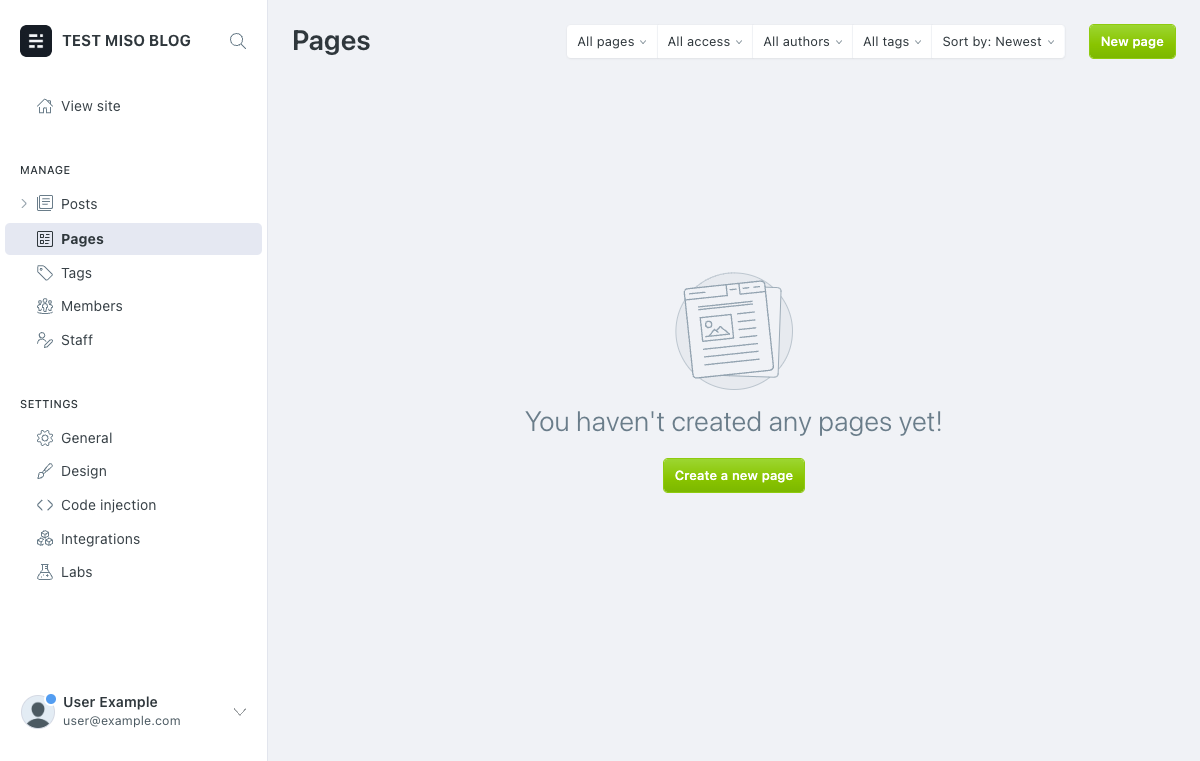 TEST MISO BLOG
View site
MANAGE
Posts
Pages
Tags
Members
Staff
SETTINGS
General
Design
Code injection
Integrations
Labs
User Example
user@example.com
Pages
All pages
All access
All authors
All tags
Sort by: Newest
New page
You haven't created any pages yet!
Create a new page